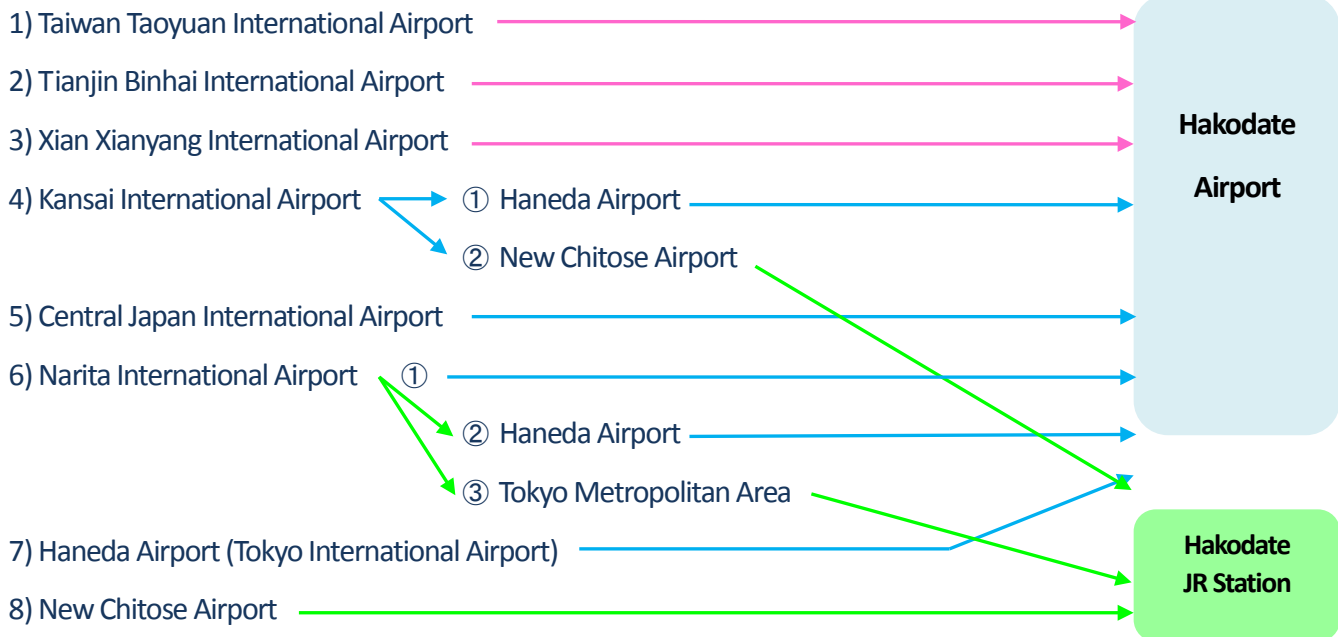 1) Taiwan Taoyuan International Airport
2) Tianjin Binhai International Airport
3) Xian Xianyang International Airport
Hakodate
Airport
4) Kansai International Airport ① Haneda Airport
② New Chitose Airport
5) Central Japan International Airport
6) Narita International Airport ①
② Haneda Airport
③ Tokyo Metropolitan Area
7) Haneda Airport (Tokyo International Airport)
Hakodate
JR Station
8) New Chitose Airport